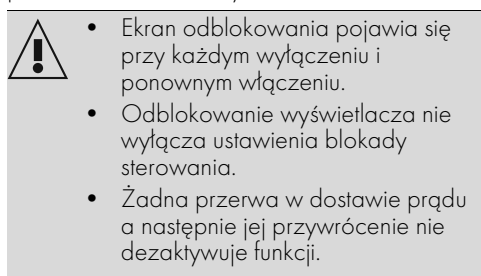 • Ekran odblokowania pojawia się
przy każdym wyłączeniu i
ponownym włączeniu.
• Odblokowanie wyświetlacza nie
wyłącza ustawienia blokady
sterowania.
• Żadna przerwa w dostawie prądu
a następnie jej przywrócenie nie
dezaktywuje funkcji.